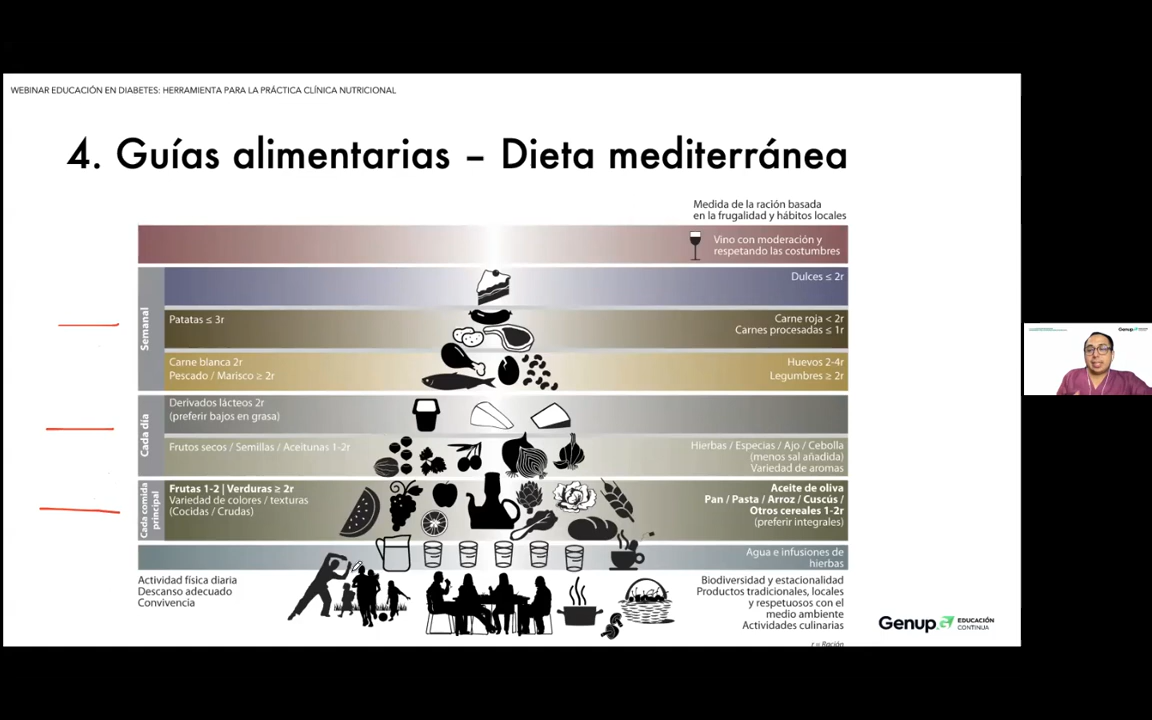 WEBINAR EDUCACIÓN EN DIABETES: HERRAMIENTA PARA LA PRÁCTICA CLÍNICA NUTRICIONAL
4. Guías alimentarias – Dieta mediterránea
Medida de la ración basada
en la frugalidad y hábitos locales
Vino con moderación y
respetando las costumbres
Semanal
Dulces ≤ 2r
Patatas ≤ 3r
Carne roja < 2r
Carnes procesadas ≤ 1r
Carne blanca 2r
Pescado / Marisco ≥ 2r
Huevos 2-4r
Legumbres ≥ 2r
Cada día
Derivados lácteos 2r
(preferir bajos en grasa)
Frutos secos / Semillas / Aceitunas 1-2r
Hierbas / Especias / Ajo / Cebolla
(menos sal añadida)
Variedad de aromas
Cada comida
principal
Frutas 1-2 | Verduras ≥ 2r
Variedad de colores / texturas
(Cocidas / Crudas)
Aceite de oliva
Pan / Pasta / Arroz / Cuscús /
Otros cereales 1-2r
(preferir integrales)
Agua e infusiones de
hierbas
Actividad física diaria
Descanso adecuado
Convivencia
Biodiversidad y estacionalidad
Productos tradicionales, locales
y respetuosos con el
medio ambiente
Actividades culinarias
r = Ración
Genup EDUCACIÓN
CONTINUA
Genup